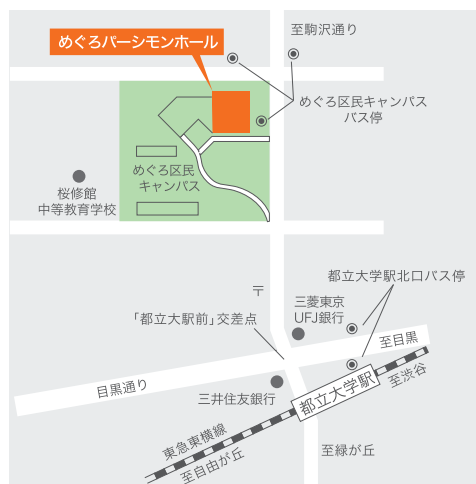 至駒沢通り
めぐろパーシモンホール
めぐろ区民キャンパス
バス停
めぐろ区民
キャンパス
桜修館
中等教育学校
都立大学駅北口バス停
〒
三菱東京
UFJ銀行
「都立大駅前」交差点
至目黒
目黒通り
三井住友銀行
都立大学駅
至渋谷
東急東横線
至自由が丘
至緑が丘